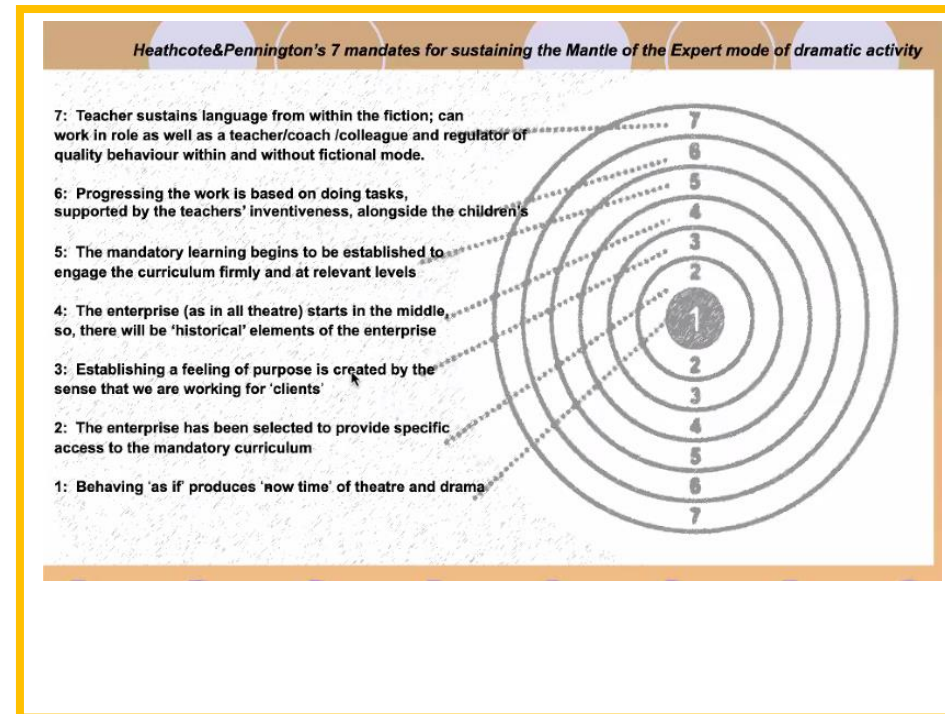 Heathcote&Pennington's 7 mandates for sustaining the Mantle of the Expert mode of dramatic activity
7: Teacher sustains language from within the fiction; can
work in role as well as a teacher/coach /colleague and regulator of
quality behaviour within and without fictional mode.
6: Progressing the work is based on doing tasks,
supported by the teachers' inventiveness, alongside the children's
5: The mandatory learning begins to be established to
engage the curriculum firmly and at relevant levels
4: The enterprise (as in all theatre) starts in the middle,
so, there will be 'historical' elements of the enterprise
3: Establishing a feeling of purpose is created by the
sense that we are working for 'clients'
2: The enterprise has been selected to provide specific
access to the mandatory curriculum
1: Behaving 'as if' produces 'now time' of theatre and drama
7
6
5
4
3
2
1
2
3
4
5
6
7